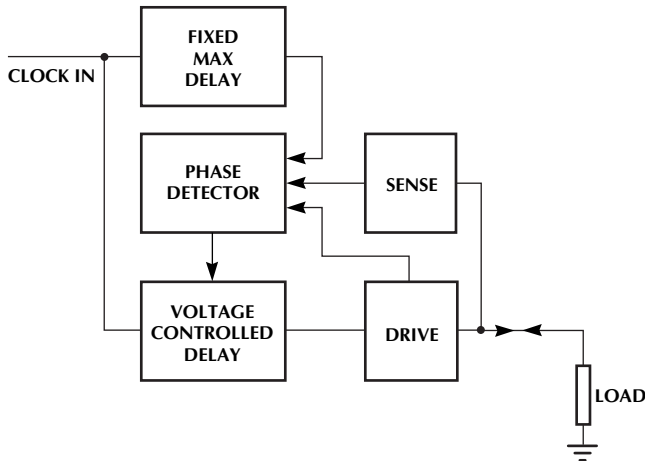 FIXED
MAX
DELAY
CLOCK IN
PHASE
DETECTOR
SENSE
VOLTAGE
CONTROLLED
DELAY
DRIVE
LOAD